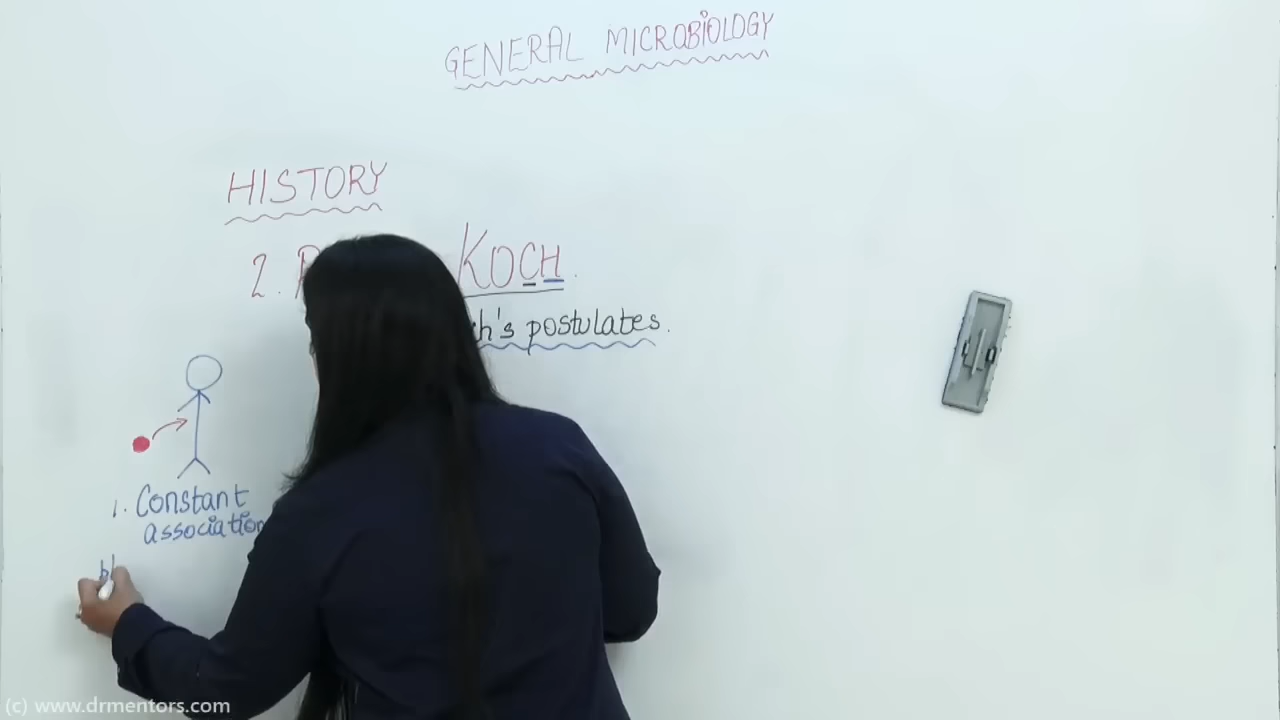 GENERAL MICROBIOLOGY
HISTORY
2. KOCH.
h's postulates.
1. Constant
association
(c) www.drmentors.com